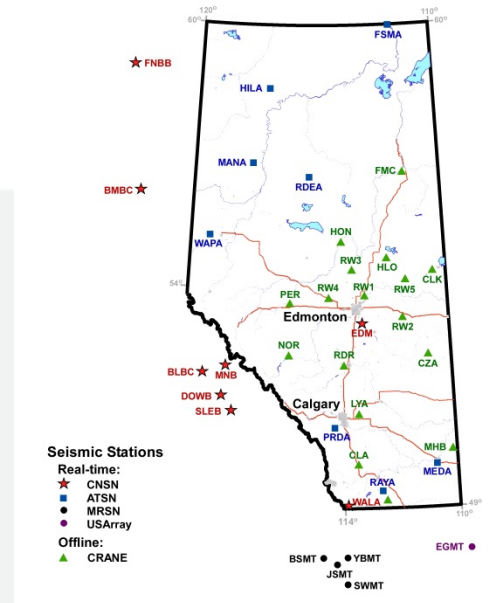 120°
110°
60°
60°
FSMA
FNBB
HILA
MANA
FMC
RDEA
BMBC
HON
WAPA
RW3
HLO
CLK
54°
RW4
RW1
RW5
PER
Edmonton
EDM
RW2
NOR
RDR
CZA
BLBC
MNB
DOWB
SLEB
Calgary
LYA
PRDA
MHB
CLA
MEDA
RAYA
WALA
49°
114°
110°
Seismic Stations
Real-time:
CNSN
ATSN
MRSN
USArray
Offline:
CRANE
EGMT
BSMT
YBMT
JSMT
SWMT